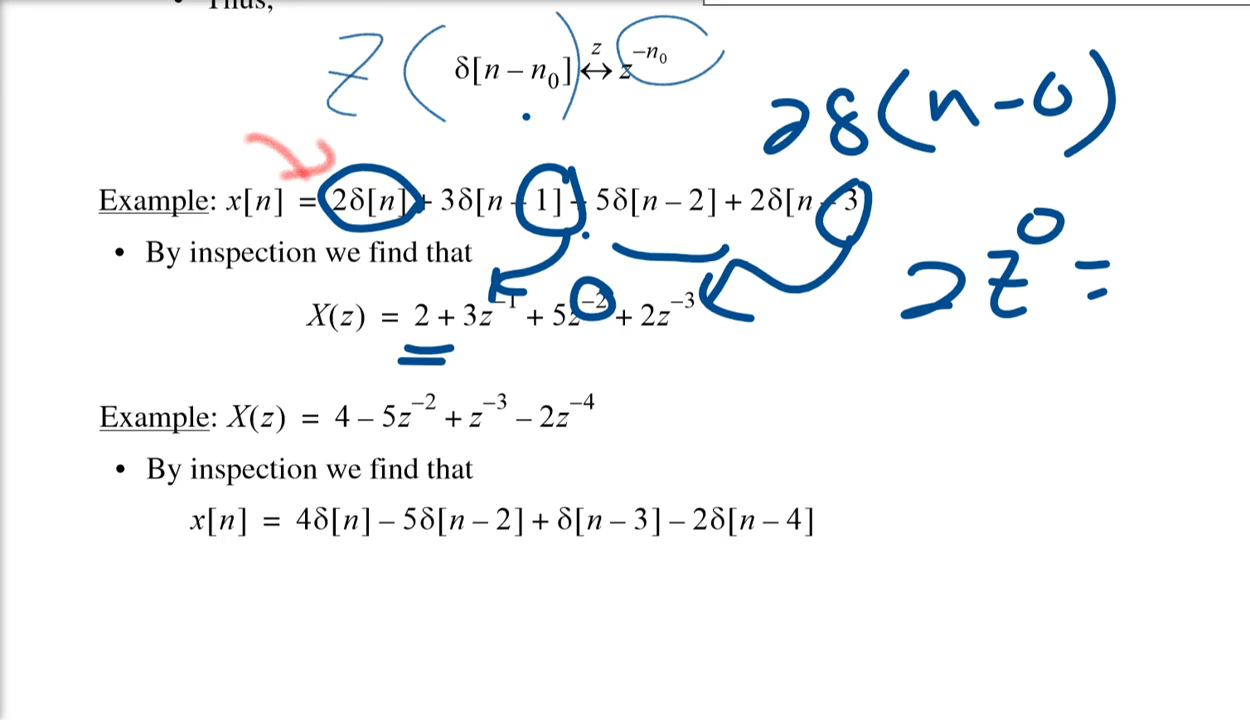 Thus,
Z( δ[n – n₀] ) ↔ᶻ z^{–n₀}
2δ(n-0)
Example: x[n] = 2δ[n] + 3δ[n – 1] + 5δ[n – 2] + 2δ[n – 3]
• By inspection we find that
2z⁰ =
X(z) = 2 + 3z⁻¹ + 5z⁻² + 2z⁻³
Example: X(z) = 4 – 5z⁻² + z⁻³ – 2z⁻⁴
• By inspection we find that
x[n] = 4δ[n] – 5δ[n – 2] + δ[n – 3] – 2δ[n – 4]